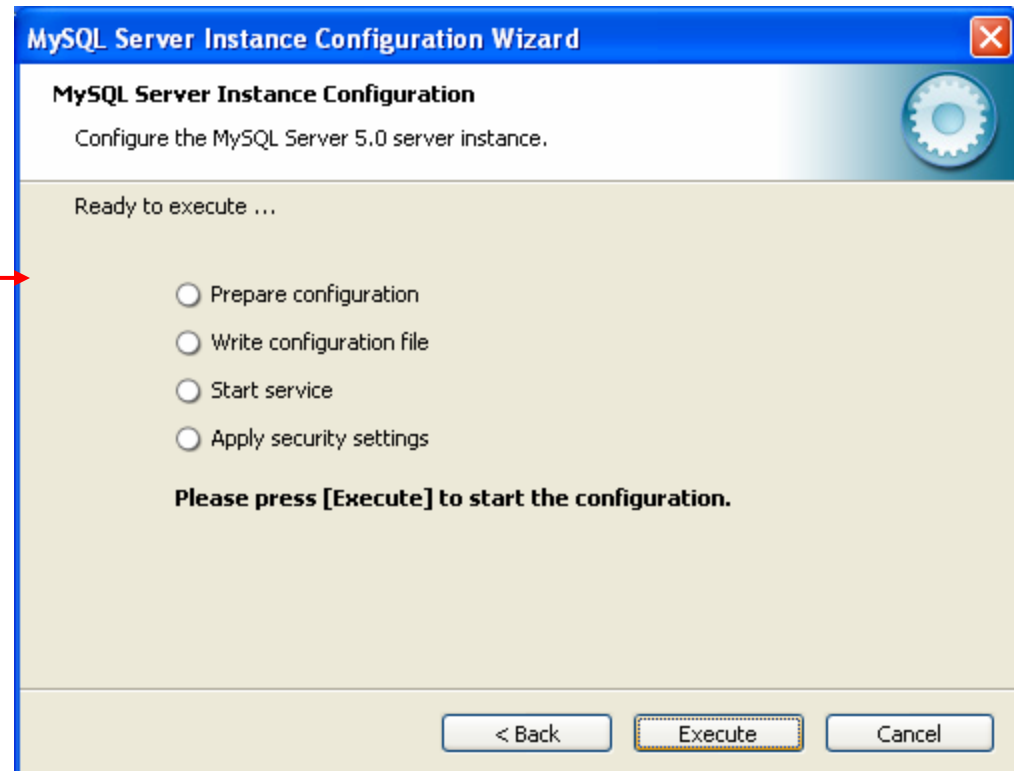 MySQL Server Instance Configuration Wizard
MySQL Server Instance Configuration
Configure the MySQL Server 5.0 server instance.
Ready to execute ...
Prepare configuration
Write configuration file
Start service
Apply security settings
Please press [Execute] to start the configuration.
< Back Execute Cancel